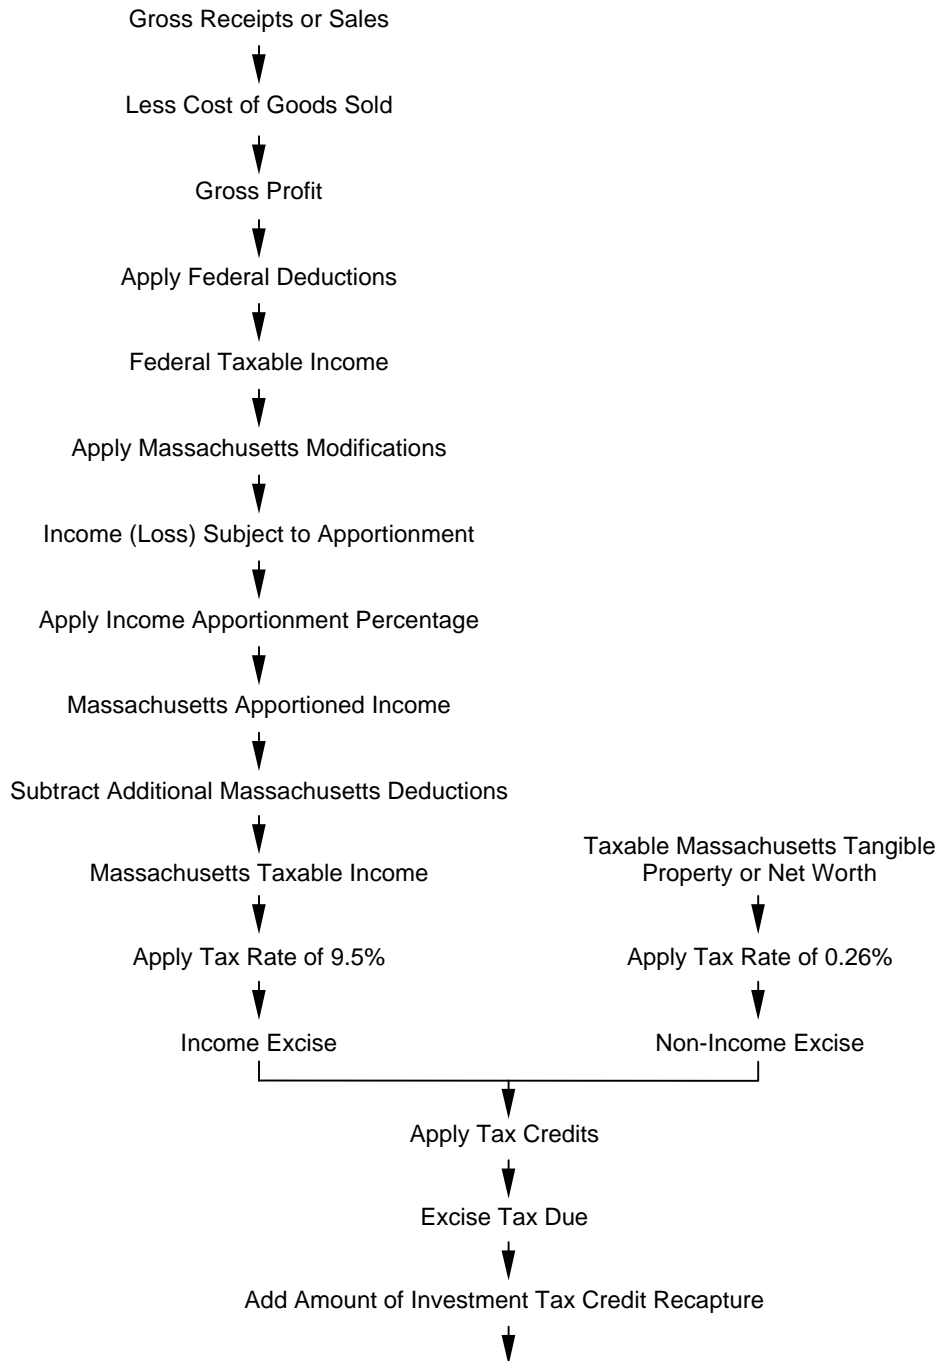 Gross Receipts or Sales
Less Cost of Goods Sold
Gross Profit
Apply Federal Deductions
Federal Taxable Income
Apply Massachusetts Modifications
Income (Loss) Subject to Apportionment
Apply Income Apportionment Percentage
Massachusetts Apportioned Income
Subtract Additional Massachusetts Deductions
Massachusetts Taxable Income
Apply Tax Rate of 9.5%
Income Excise
Taxable Massachusetts Tangible
Property or Net Worth
Apply Tax Rate of 0.26%
Non-Income Excise
Apply Tax Credits
Excise Tax Due
Add Amount of Investment Tax Credit Recapture